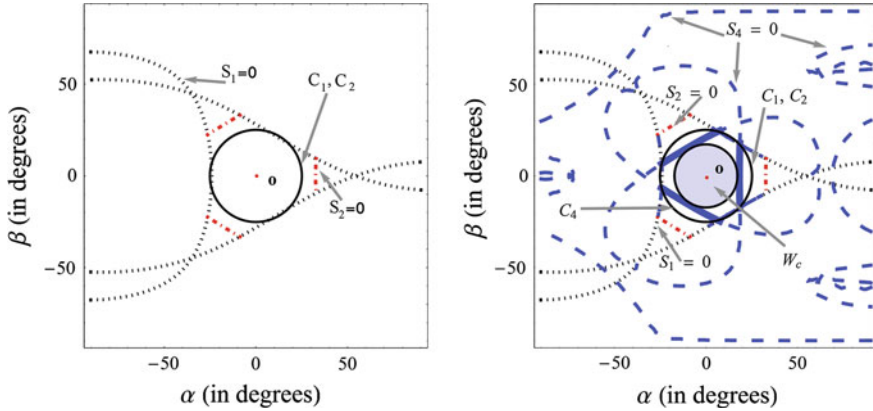 S₁=0
C₁, C₂
50
0
−50
o
S₂=0
−50
0
50
α (in degrees)
β (in degrees)
S₄ = 0
S₂ = 0
C₁, C₂
50
0
−50
o
C₄
S₁ = 0
W_c
−50
0
50
α (in degrees)
β (in degrees)